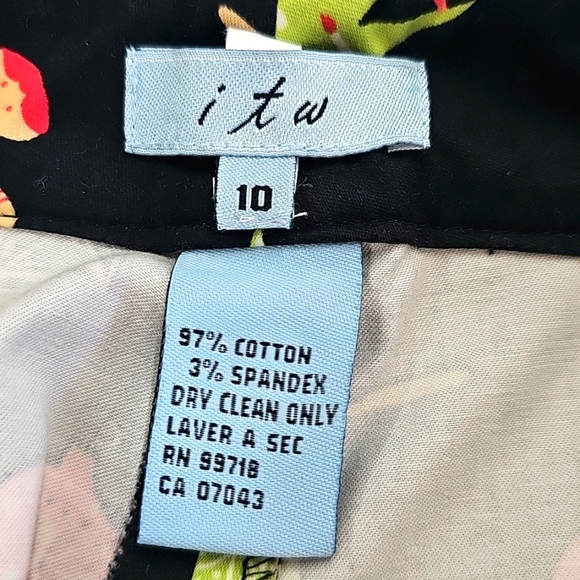 itw
10
97% COTTON
3% SPANDEX
DRY CLEAN ONLY
LAVER A SEC
RN 99718
CA 07043